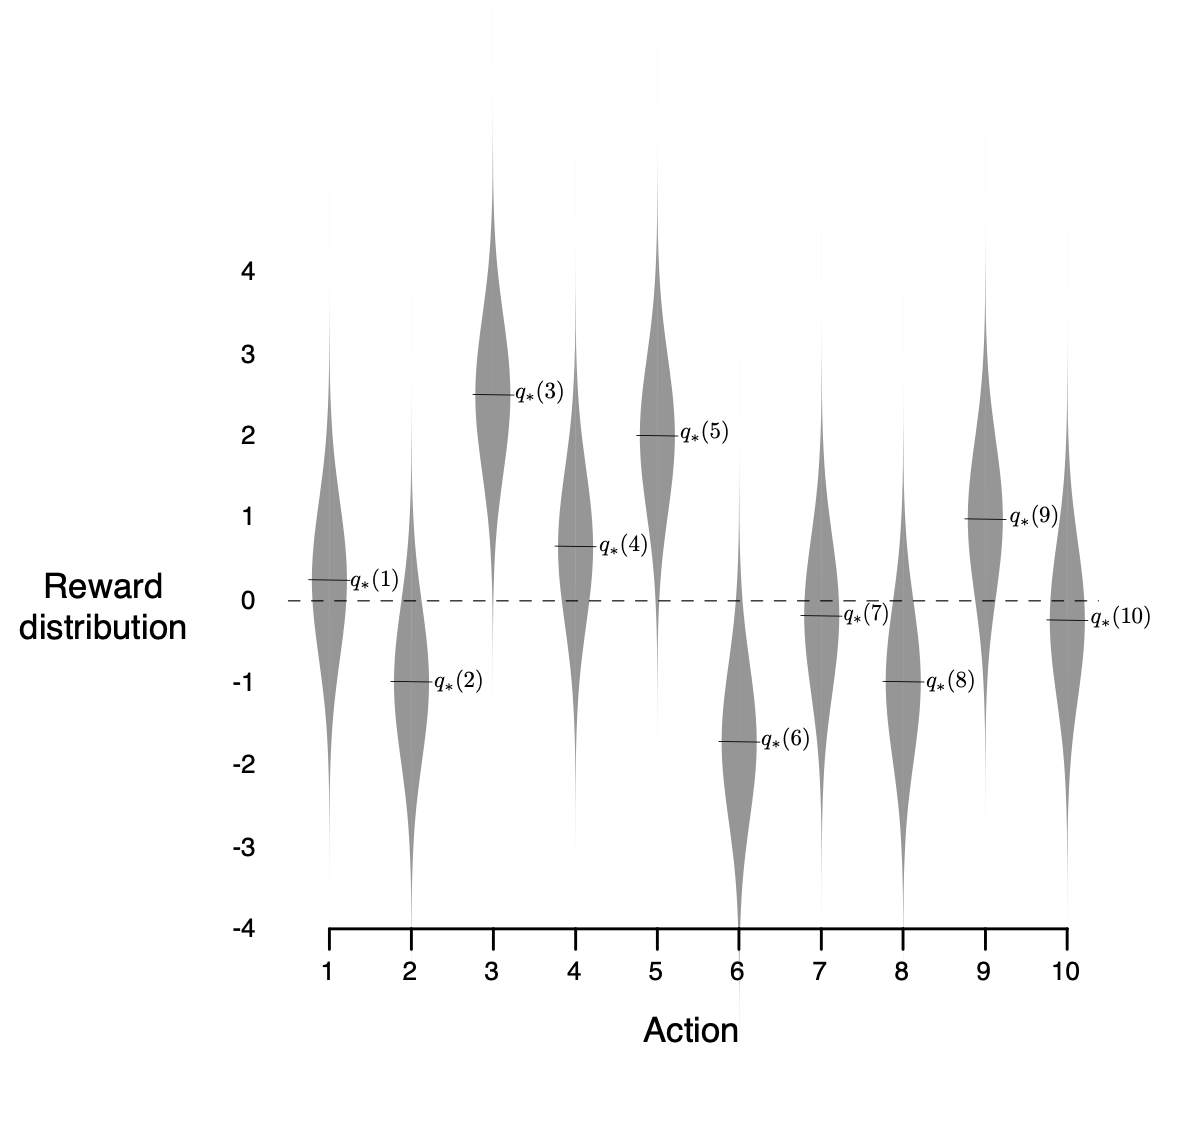 4
3
q∗(3)
2
q∗(5)
1
q∗(9)
q∗(4)
Reward
distribution
q∗(1)
0
q∗(7)
q∗(10)
-1
q∗(2)
q∗(8)
q∗(6)
-2
-3
-4
1 2 3 4 5 6 7 8 9 10
Action